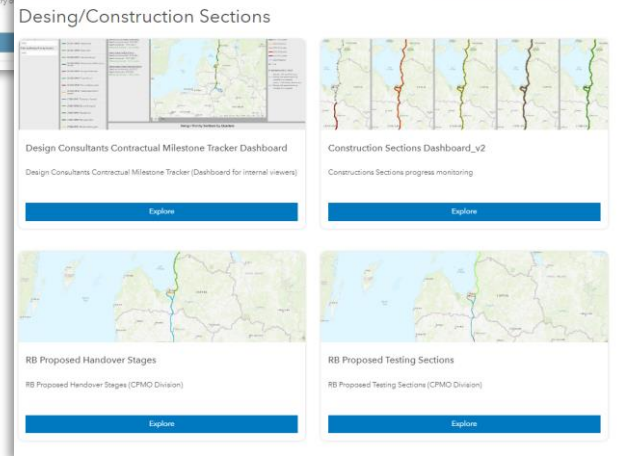 Desing/Construction Sections
Design Consultants Contractual Milestone Tracker Dashboard
Design Consultants Contractual Milestone Tracker (Dashboard for internal viewers)
Explore
Construction Sections Dashboard_v2
Constructions Sections progress monitoring
Explore
RB Proposed Handover Stages
RB Proposed Handover Stages (CPMO Division)
Explore
RB Proposed Testing Sections
RB Proposed Testing Sections (CPMO Division)
Explore